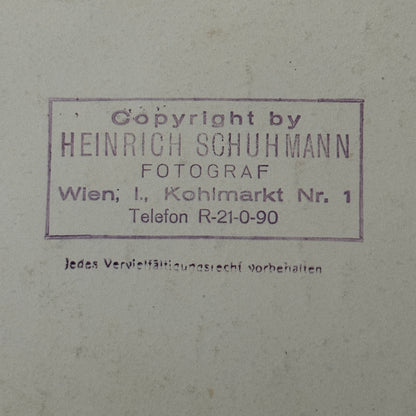 Copyright by
HEINRICH SCHUHMANN
FOTOGRAF
Wien, I., Kohlmarkt Nr. 1
Telefon R-21-0-90
Jedes Vervielfältigungsrecht vorbehalten